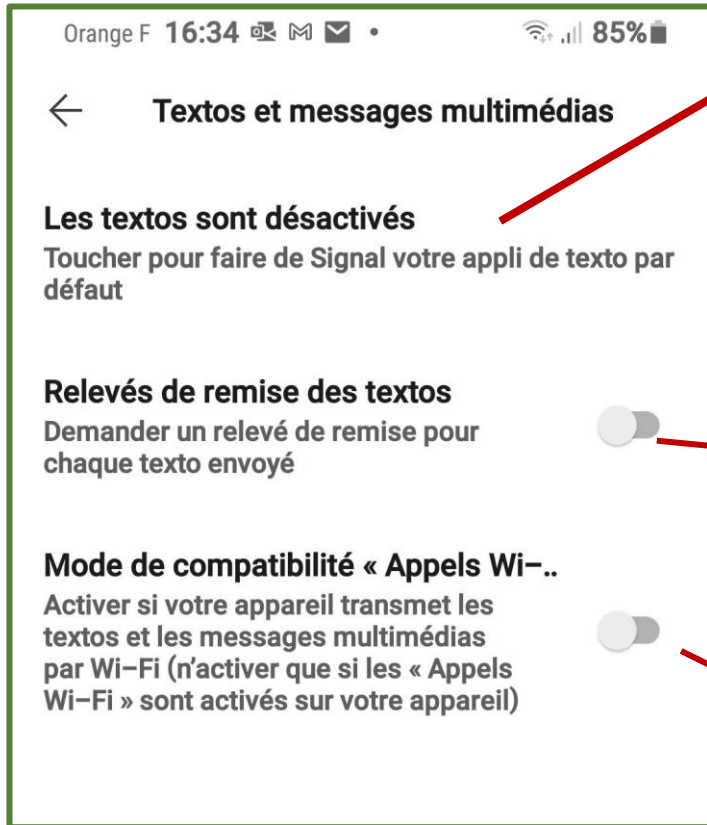 Orange F 16:34
85%
Textos et messages multimédias
Les textos sont désactivés
Toucher pour faire de Signal votre appli de texto par
défaut
Relevés de remise des textos
Demander un relevé de remise pour
chaque texto envoyé
Mode de compatibilité « Appels Wi–..
Activer si votre appareil transmet les
textos et les messages multimédias
par Wi–Fi (n’activer que si les « Appels
Wi–Fi » sont activés sur votre appareil)